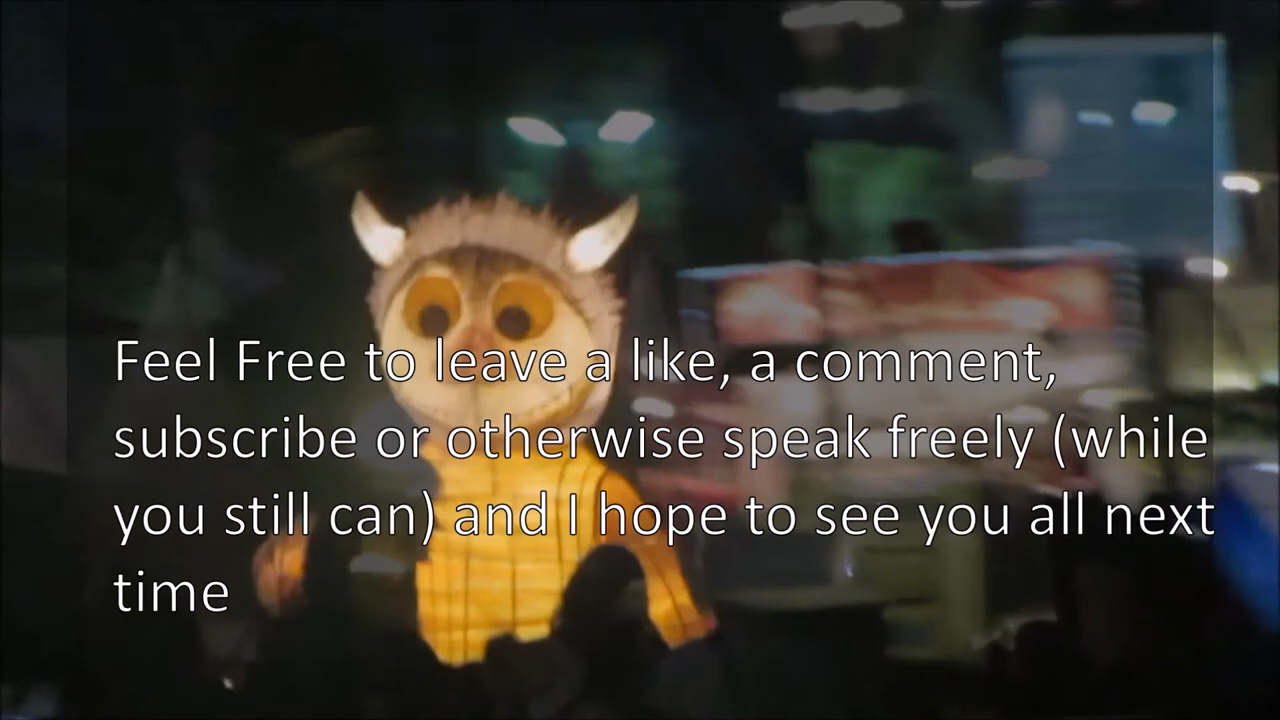 Feel Free to leave a like, a comment,
subscribe or otherwise speak freely (while
you still can) and I hope to see you all next
time